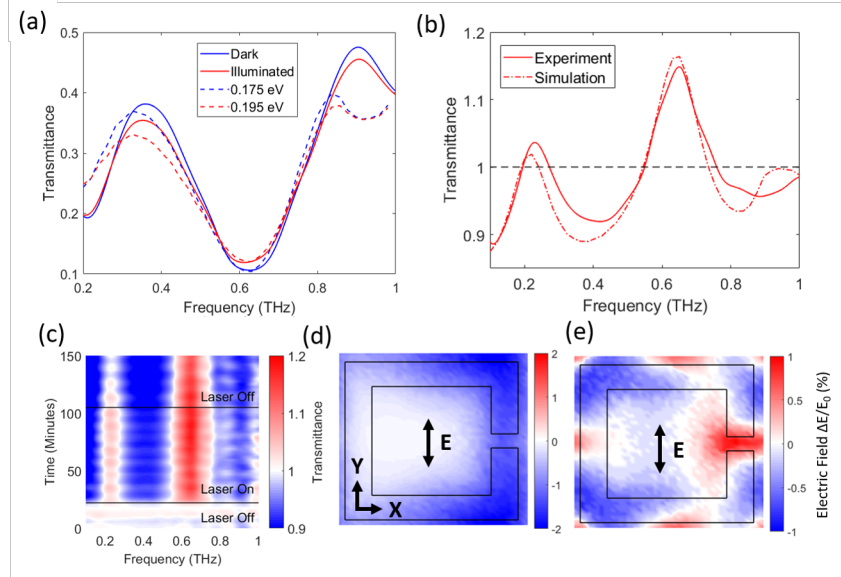 (a)
0.5
0.4
0.3
0.2
0.1
Transmittance
Dark
Illuminated
0.175 eV
0.195 eV
0.2
0.4
0.6
0.8
1
Frequency (THz)
(b)
1.2
1.1
1
0.9
Transmittance
Experiment
Simulation
0.2
0.4
0.6
0.8
1
Frequency (THz)
(c)
150
100
50
0
Time (Minutes)
Laser Off
Laser On
Laser Off
0.2
0.4
0.6
0.8
1
Frequency (THz)
1.2
1.1
1
0.9
Transmittance
(d)
E
Y
X
2
1
0
-1
-2
(e)
E
1
0.5
0
-0.5
-1
Electric Field ΔE/E₀ (%)